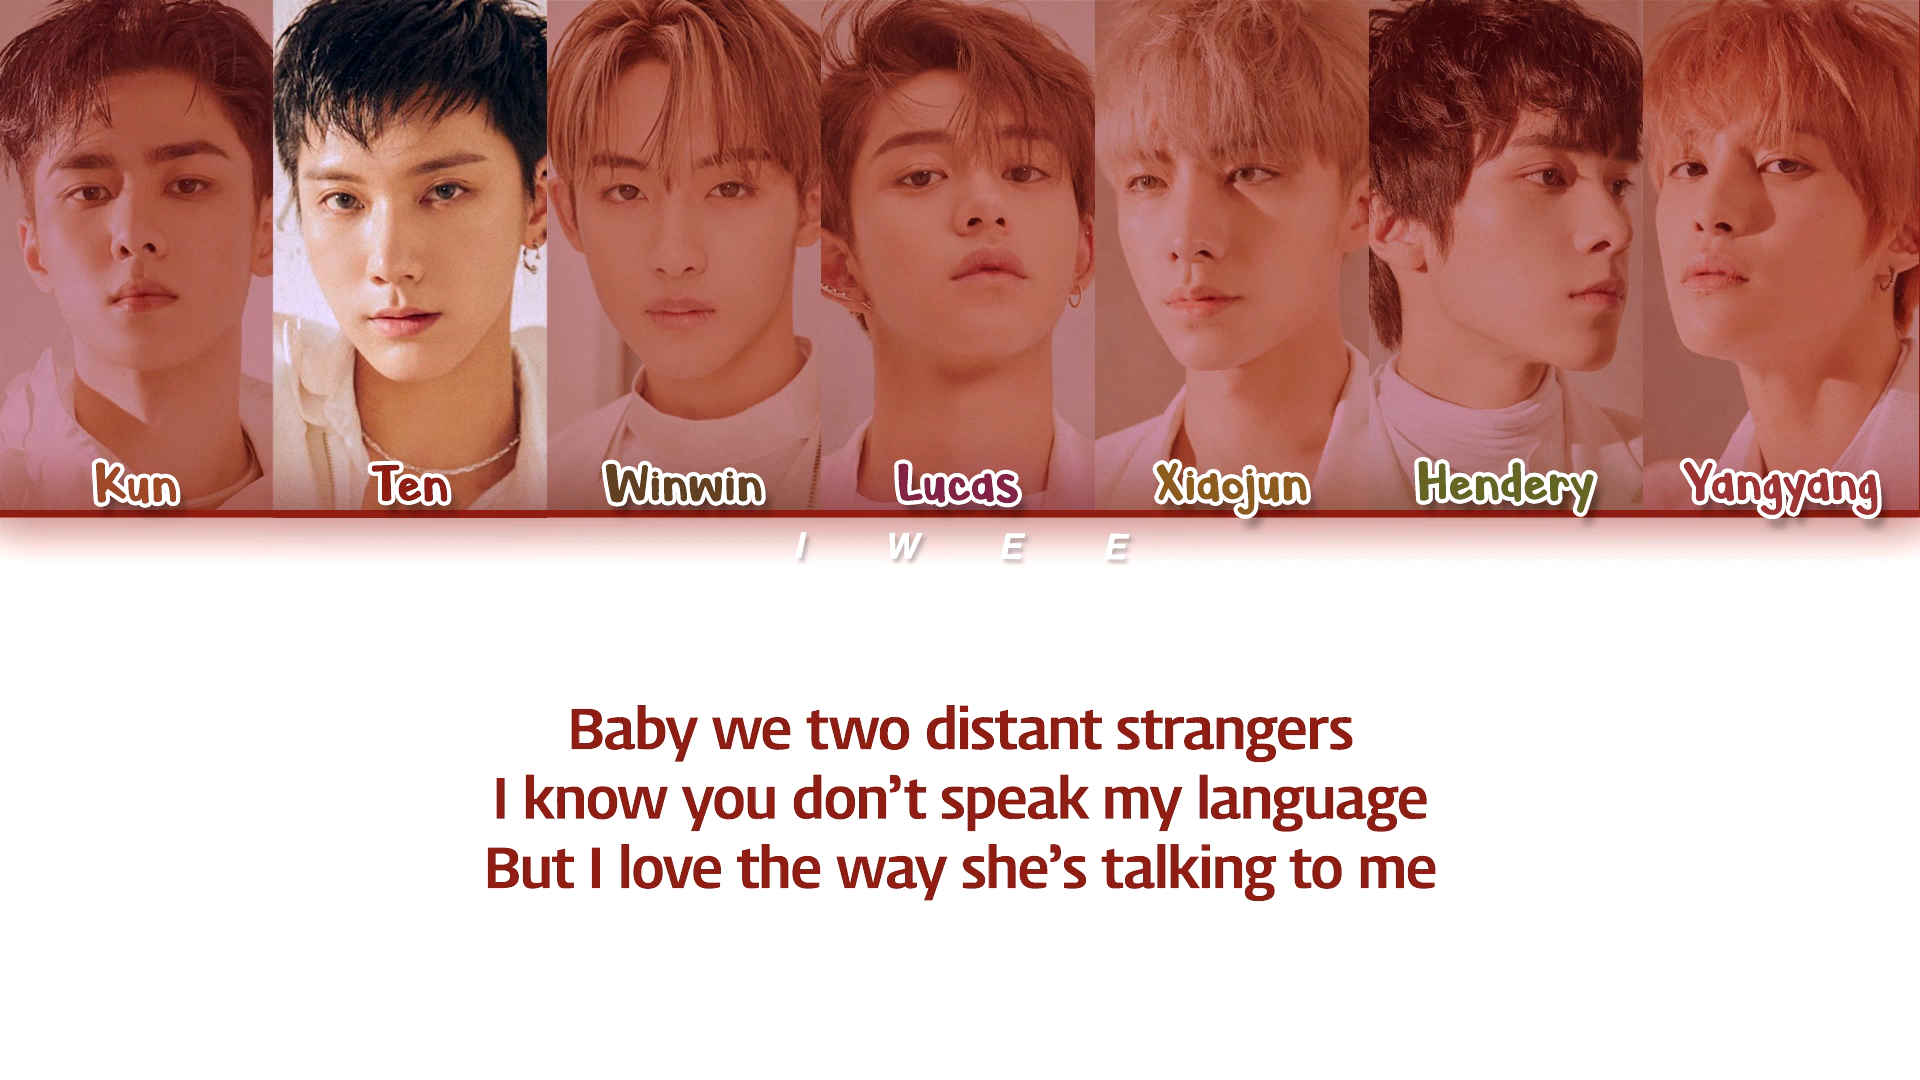 Kun Ten Winwin Lucas Xiaojun Hendery Yangyang
I W E E
Baby we two distant strangers
I know you don’t speak my language
But I love the way she’s talking to me